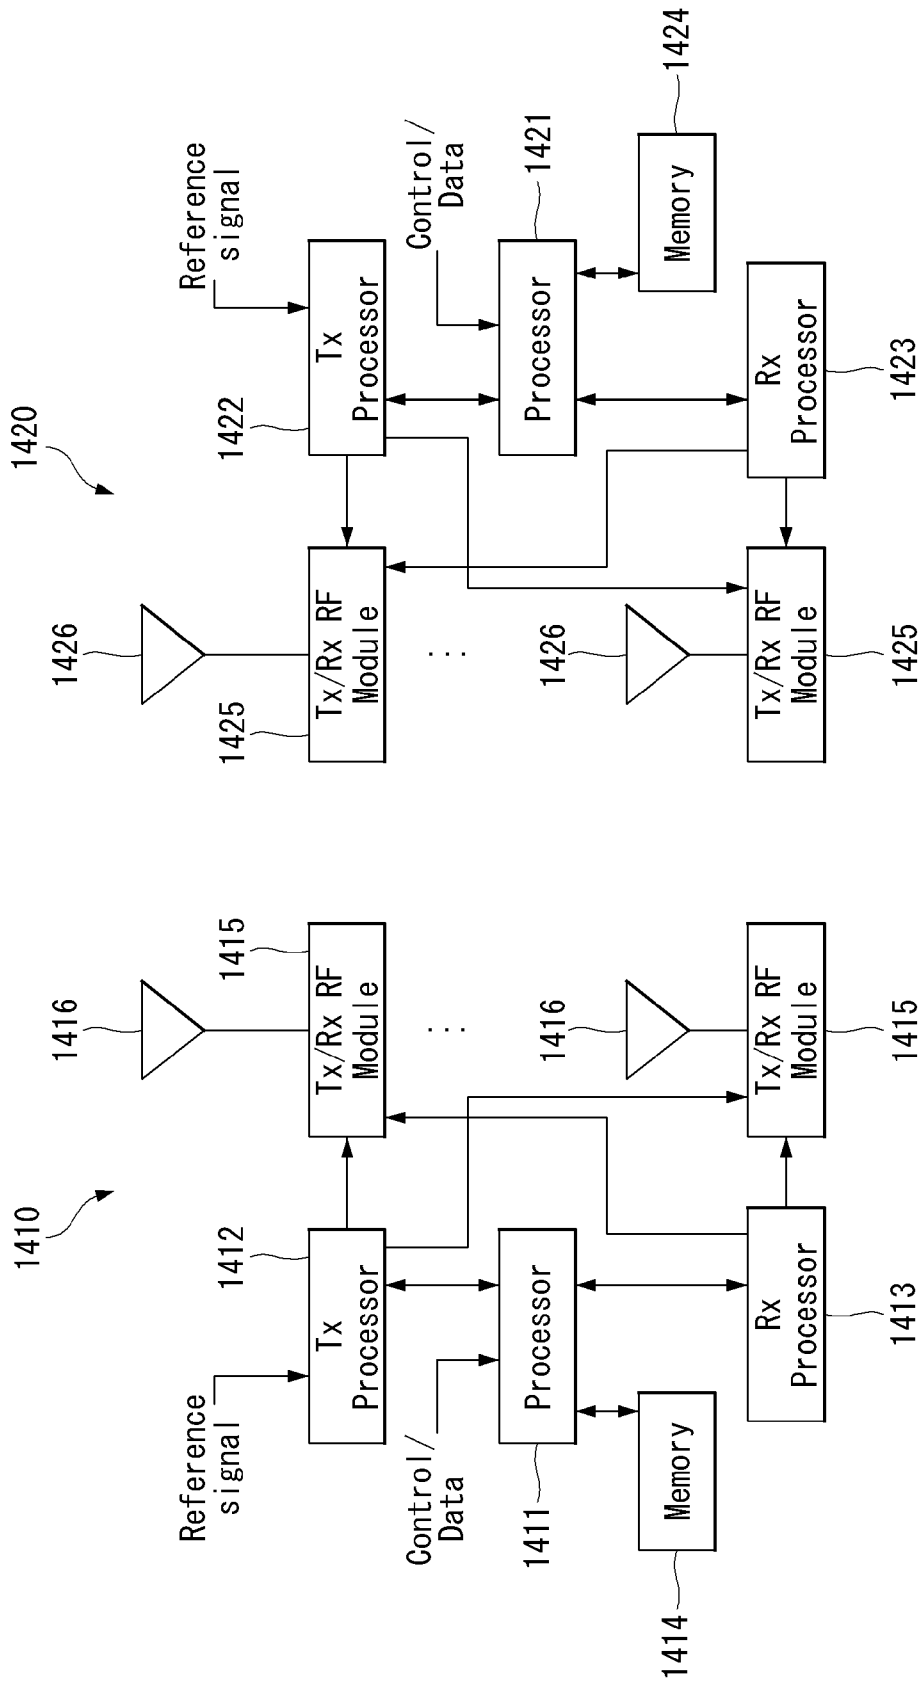 1410
1420
Reference
signal
1412
Tx
Processor
1416
1415
Tx/Rx RF
Module
1426
1425
Tx/Rx RF
Module
1422
Tx
Processor
Reference
signal
Control/
Data
1411
Processor
...
...
Processor
1421
Control/
Data
1414
Memory
1416
1426
Memory
1424
Rx
Processor
1413
Tx/Rx RF
Module
1415
Tx/Rx RF
Module
1425
Rx
Processor
1423